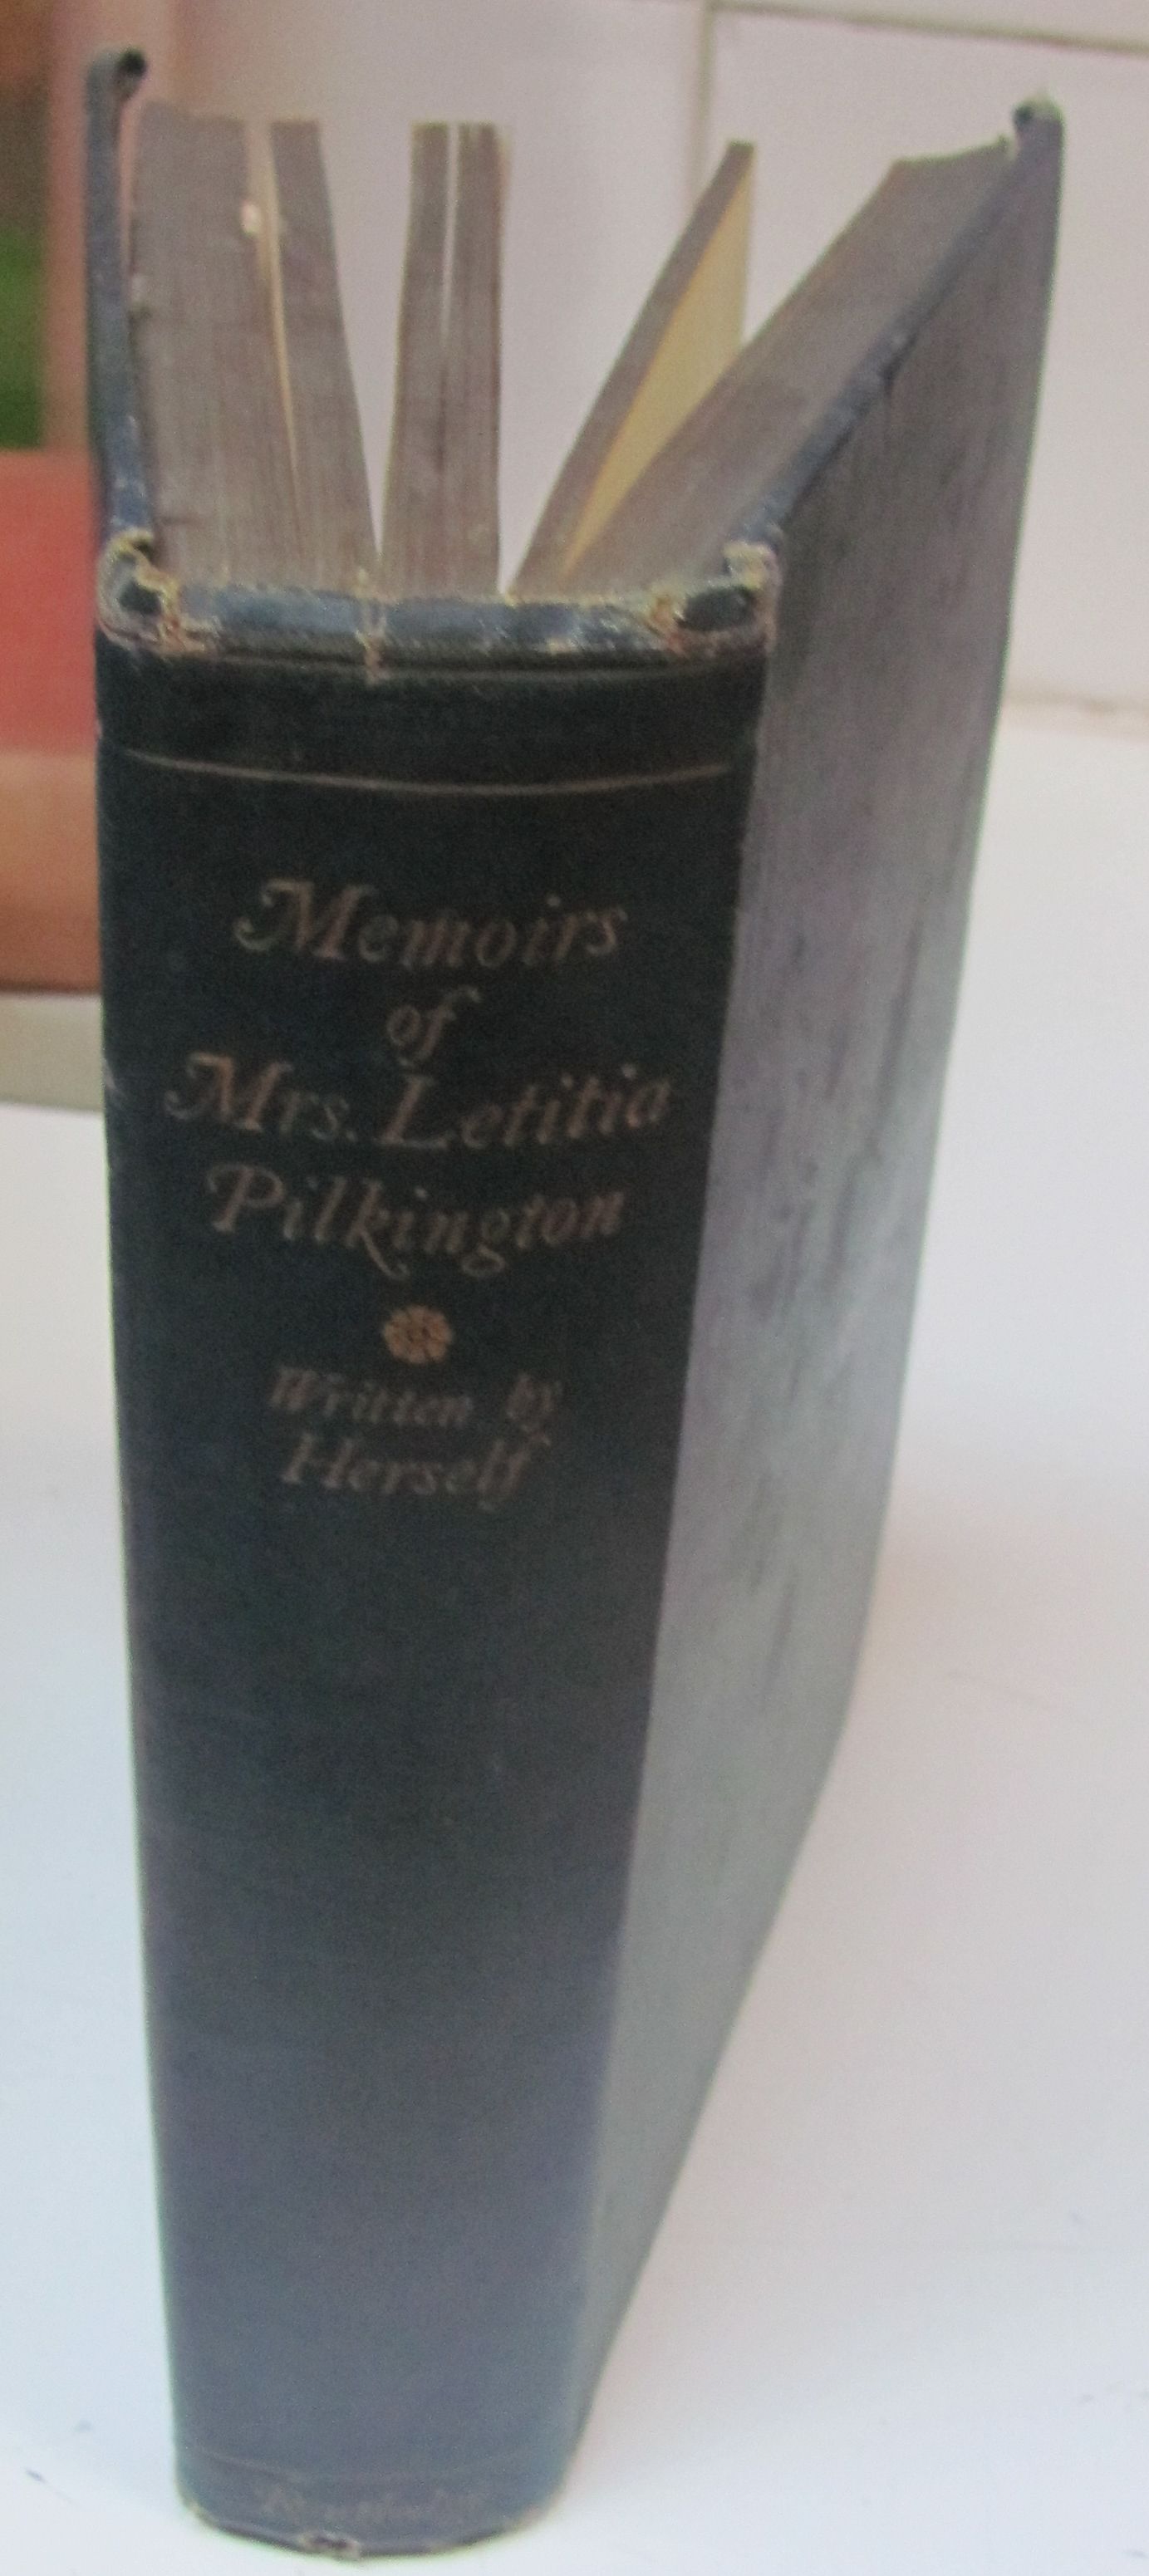 Memoirs
of
Mrs. Letitia
Pilkington
Written by
Herself